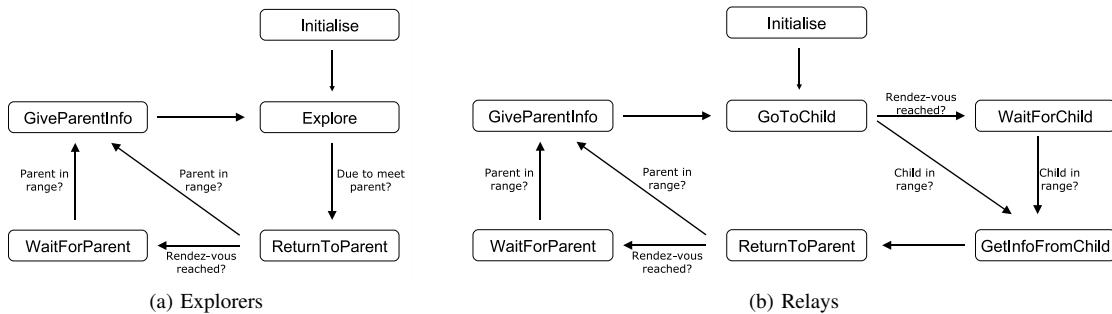 Initialise
GiveParentInfo
Explore
Parent in
range?
Parent in
range?
Due to meet
parent?
WaitForParent
Rendez-vous
reached?
ReturnToParent
(a) Explorers
Initialise
GiveParentInfo
GoToChild
Rendez-vous
reached?
WaitForChild
Parent in
range?
Parent in
range?
Child in
range?
Child in
range?
WaitForParent
Rendez-vous
reached?
ReturnToParent
GetInfoFromChild
(b) Relays